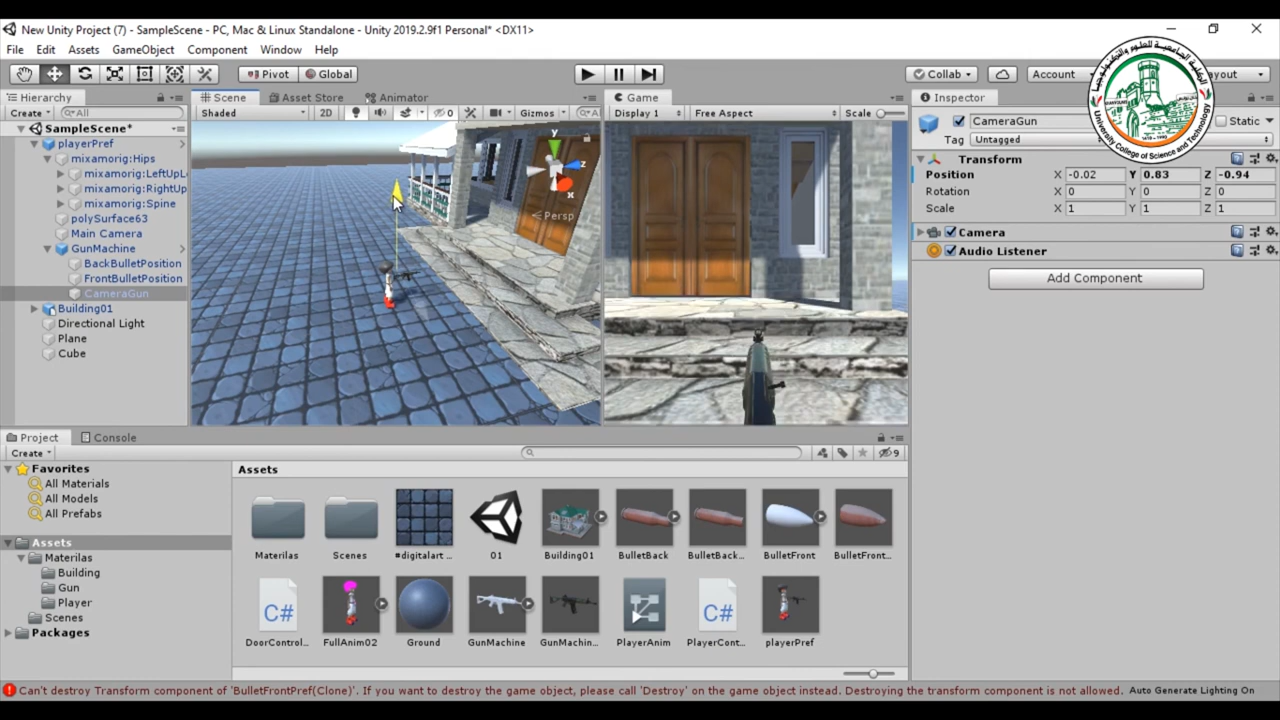 New Unity Project (7) - SampleScene - PC, Mac & Linux Standalone - Unity 2019.2.9f1 Personal* <DX11>
File Edit Assets GameObject Component Window Help
Pivot Global Collab Account
Hierarchy
Create All
SampleScene*
playerPref
mixamorig:Hips
mixamorig:LeftUpL
mixamorig:RightUp
mixamorig:Spine
polySurface63
Main Camera
GunMachine
BackBulletPosition
FrontBulletPosition
CameraGun
Building01
Directional Light
Plane
Cube
Scene Asset Store Animator
Shaded 2D 0 Gizmos
y
z
x
Persp
Game
Display 1 Free Aspect Scale
Inspector
CameraGun Static
Tag Untagged
Transform
Position X -0.02 Y 0.83 Z -0.94
Rotation X 0 Y 0 Z 0
Scale X 1 Y 1 Z 1
Camera
Audio Listener
Add Component
University College of Science and Technology
Project Console
Create 9
Favorites
All Materials
All Models
All Prefabs
Assets
Materilas
Building
Gun
Player
Scenes
Packages
Assets
Materilas Scenes #digitalart ... 01 Building01 BulletBack BulletBack... BulletFront BulletFront...
C# C#
DoorControl... FullAnim02 Ground GunMachine GunMachin... PlayerAnim PlayerCont... playerPref
Can't destroy Transform component of 'BulletFrontPref(Clone)'. If you want to destroy the game object, please call 'Destroy' on the game object instead. Destroying the transform component is not allowed. Auto Generate Lighting On